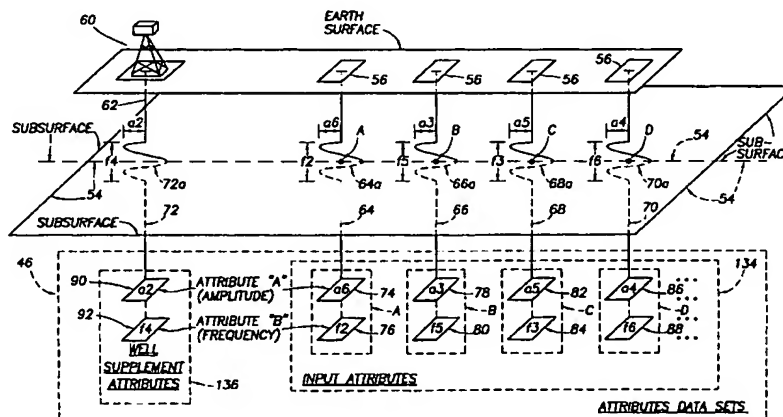 60
EARTH
SURFACE
56
56
56
56
56
62
SUBSURFACE
a2
a6
A
a3
B
a5
C
a4
D
54
SUB-
SURFACE
f4
f2
f5
f3
f6
54
72a
64a
66a
68a
70a
54
72
64
66
68
70
SUBSURFACE
46
90
a2
ATTRIBUTE "A"
(AMPLITUDE)
a6
74
a3
78
a5
82
a4
86
134
A
B
C
D
92
f4
ATTRIBUTE "B"
(FREQUENCY)
f2
76
f5
80
f3
84
f6
88
WELL
SUPPLEMENT
ATTRIBUTES
136
INPUT ATTRIBUTES
ATTRIBUTES DATA SETS